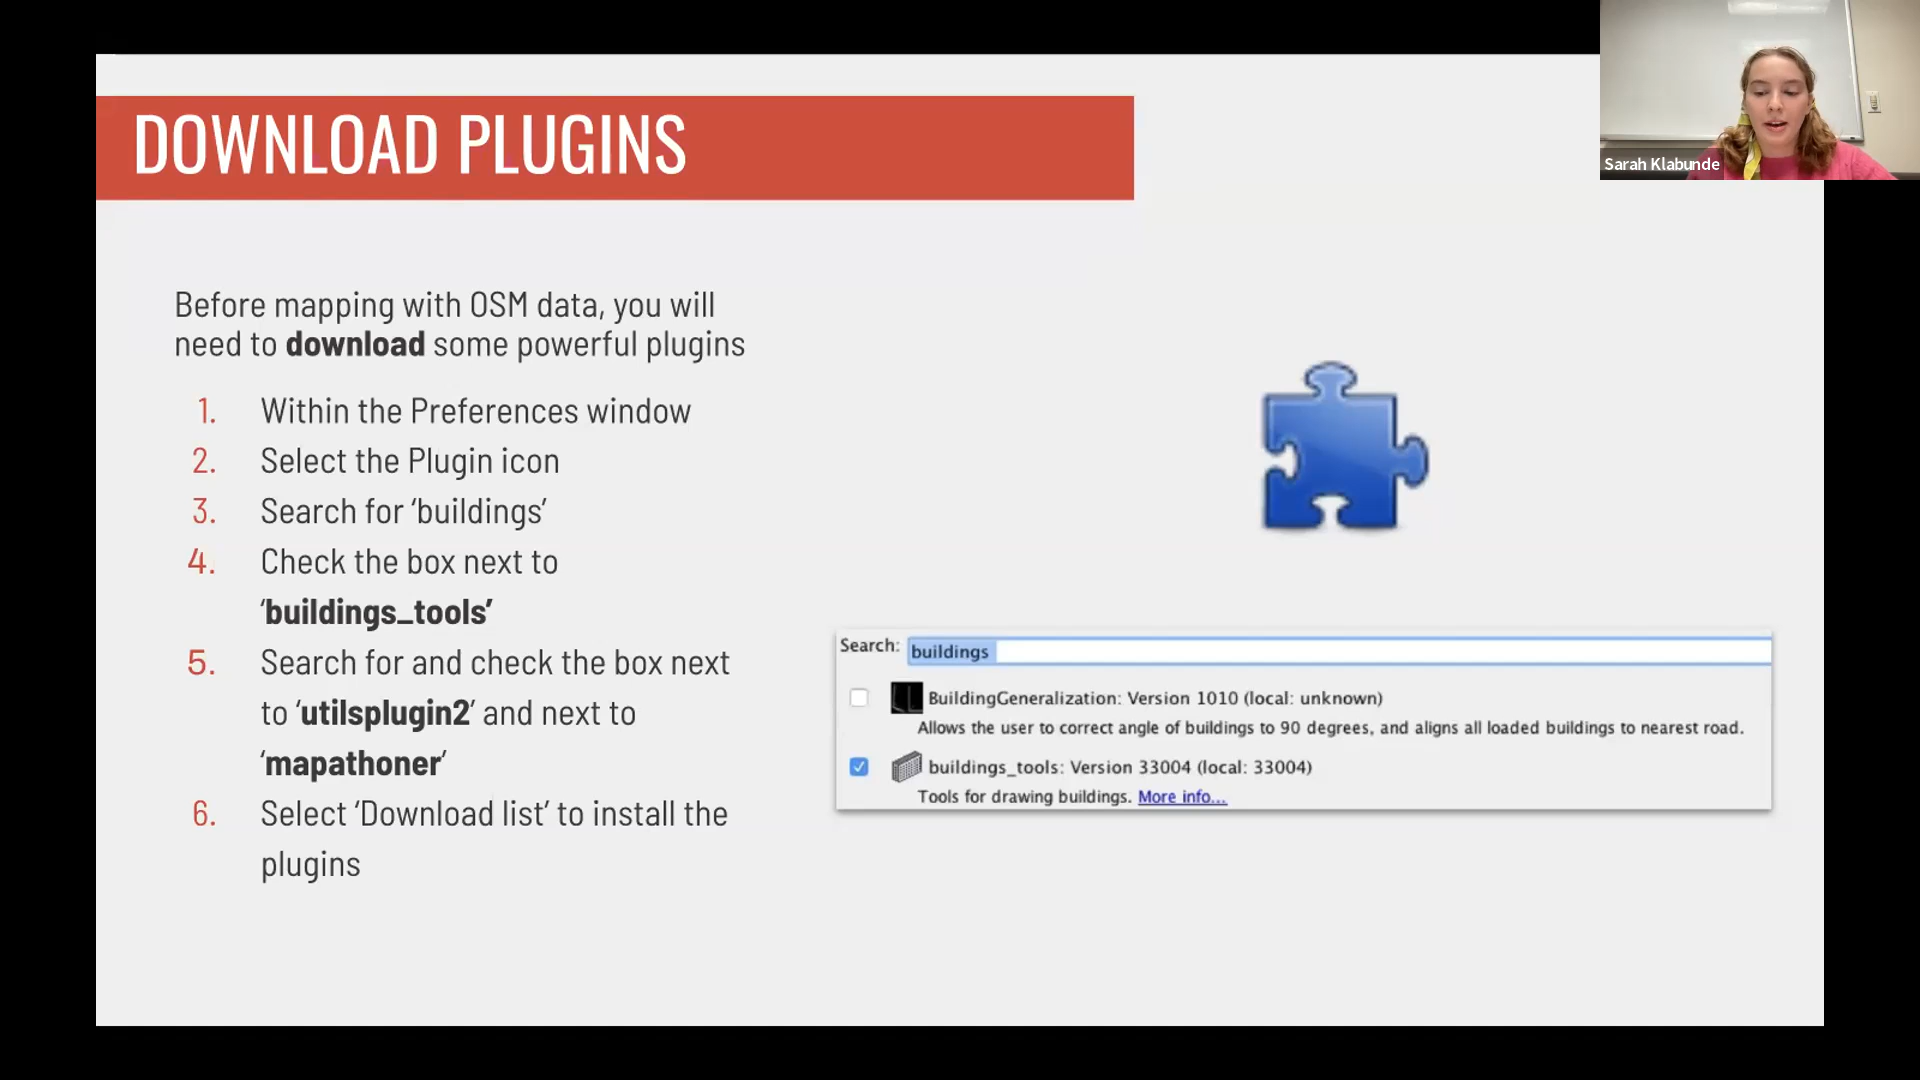 DOWNLOAD PLUGINS
Sarah Klabunde
Before mapping with OSM data, you will
need to download some powerful plugins
1. Within the Preferences window
2. Select the Plugin icon
3. Search for ‘buildings’
4. Check the box next to
‘buildings_tools’
5. Search for and check the box next
to ‘utilsplugin2’ and next to
‘mapathoner’
6. Select ‘Download list’ to install the
plugins
Search: buildings
BuildingGeneralization: Version 1010 (local: unknown)
Allows the user to correct angle of buildings to 90 degrees, and aligns all loaded buildings to nearest road.
buildings_tools: Version 33004 (local: 33004)
Tools for drawing buildings. More info...